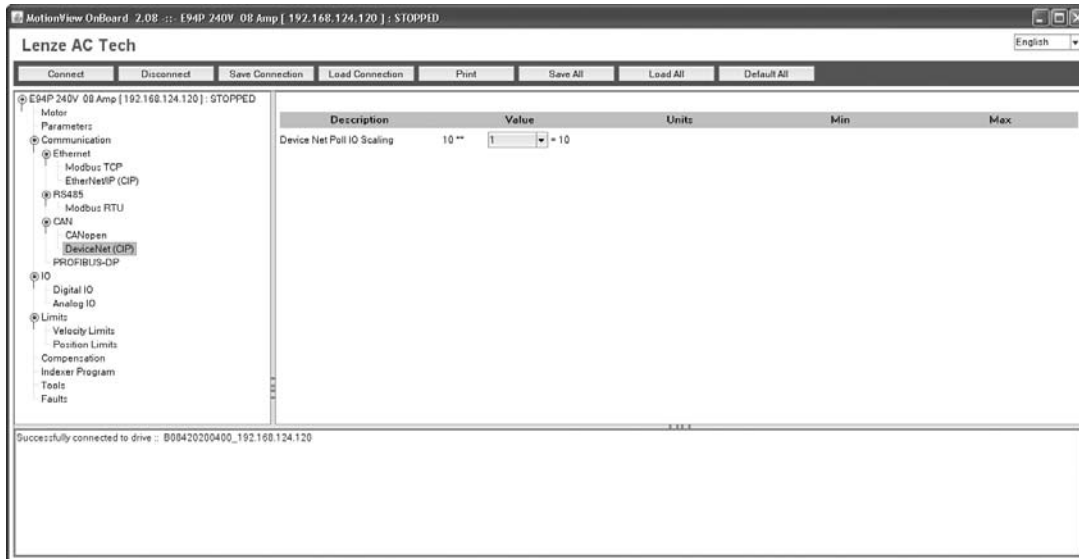 MotionView OnBoard 2.08 -::- E94P 240V 08 Amp [ 192.168.124.120 ] : STOPPED
Lenze AC Tech
English
Connect Disconnect Save Connection Load Connection Print Save All Load All Default All
E94P 240V 08 Amp [ 192.168.124.120 ] : STOPPED
Motor
Parameters
Communication
Ethernet
Modbus TCP
EtherNet/IP (CIP)
RS485
Modbus RTU
CAN
CANopen
DeviceNet (CIP)
PROFIBUS-DP
IO
Digital IO
Analog IO
Limits
Velocity Limits
Position Limits
Compensation
Indexer Program
Tools
Faults
Description Value Units Min Max
Device Net Poll IO Scaling 10 ** 1 = 10
Successfully connected to drive :: B08420200400_192.168.124.120